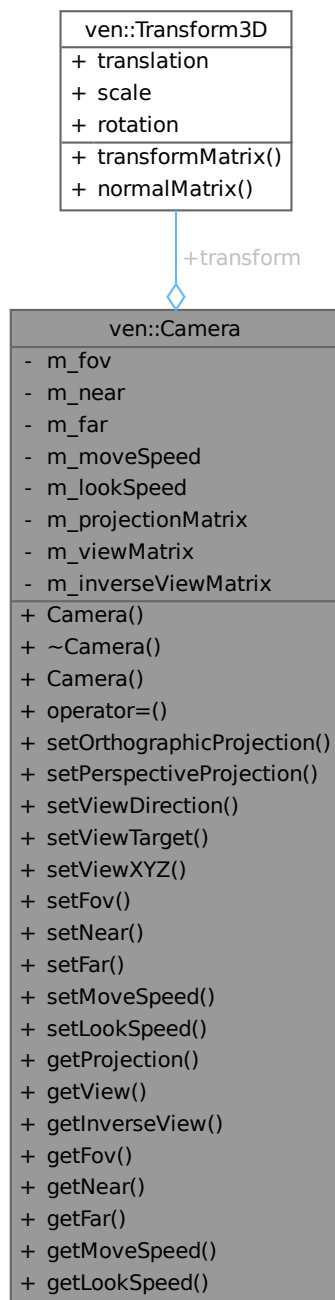 ven::Transform3D
+ translation
+ scale
+ rotation
+ transformMatrix()
+ normalMatrix()
+transform
ven::Camera
- m_fov
- m_near
- m_far
- m_moveSpeed
- m_lookSpeed
- m_projectionMatrix
- m_viewMatrix
- m_inverseViewMatrix
+ Camera()
+ ~Camera()
+ Camera()
+ operator=()
+ setOrthographicProjection()
+ setPerspectiveProjection()
+ setViewDirection()
+ setViewTarget()
+ setViewXYZ()
+ setFov()
+ setNear()
+ setFar()
+ setMoveSpeed()
+ setLookSpeed()
+ getProjection()
+ getView()
+ getInverseView()
+ getFov()
+ getNear()
+ getFar()
+ getMoveSpeed()
+ getLookSpeed()